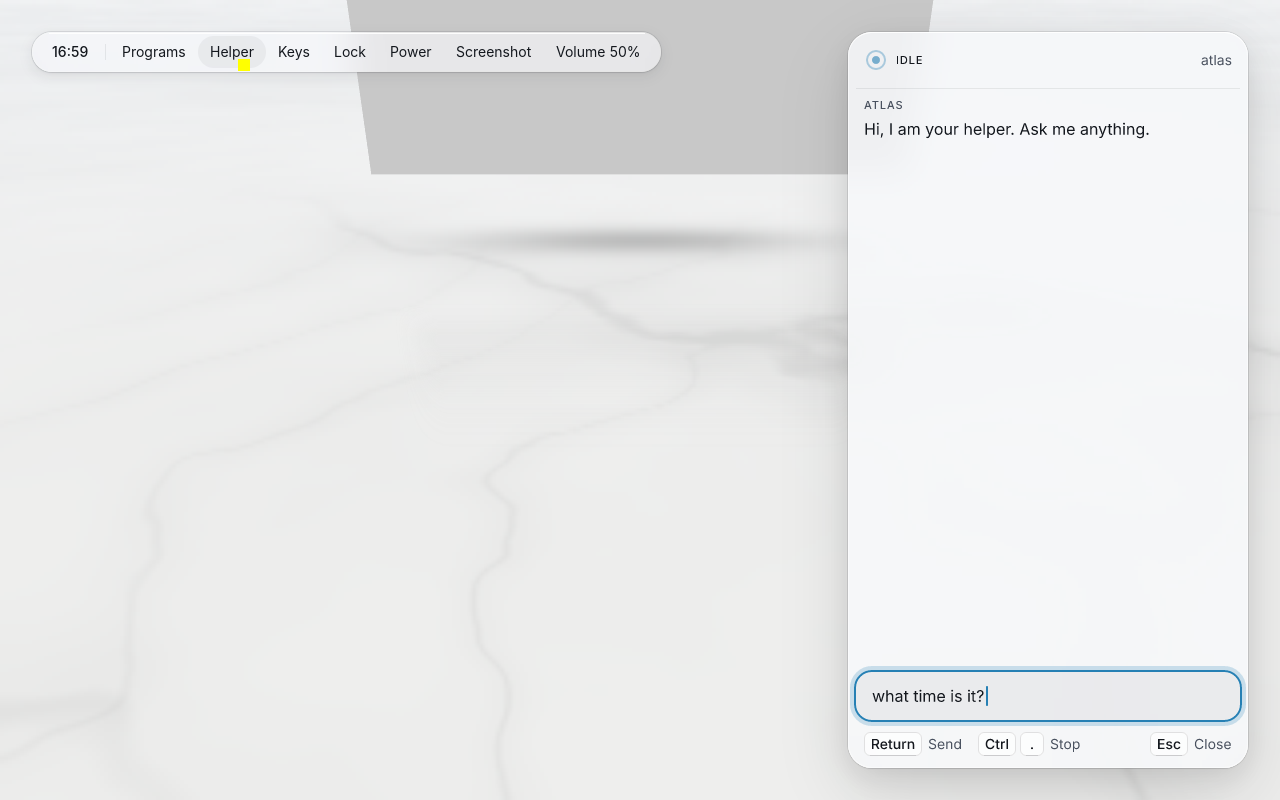 16:59 Programs Helper Keys Lock Power Screenshot Volume 50%
IDLE atlas
ATLAS
Hi, I am your helper. Ask me anything.
what time is it?
Return Send Ctrl . Stop Esc Close